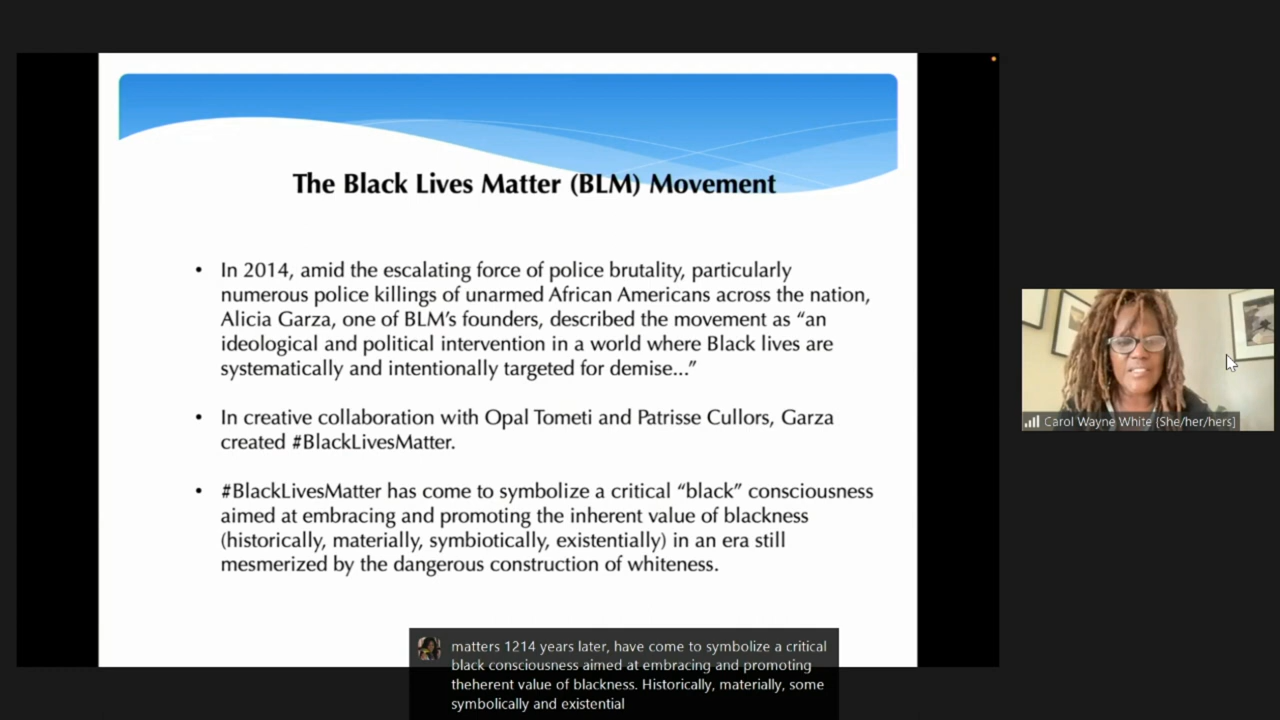 The Black Lives Matter (BLM) Movement
• In 2014, amid the escalating force of police brutality, particularly
numerous police killings of unarmed African Americans across the nation,
Alicia Garza, one of BLM’s founders, described the movement as “an
ideological and political intervention in a world where Black lives are
systematically and intentionally targeted for demise...”
• In creative collaboration with Opal Tometi and Patrisse Cullors, Garza
created #BlackLivesMatter.
• #BlackLivesMatter has come to symbolize a critical “black” consciousness
aimed at embracing and promoting the inherent value of blackness
(historically, materially, symbiotically, existentially) in an era still
mesmerized by the dangerous construction of whiteness.
Carol Wayne White (She/her/hers]
matters 1214 years later, have come to symbolize a critical
black consciousness aimed at embracing and promoting
theherent value of blackness. Historically, materially, some
symbolically and existential